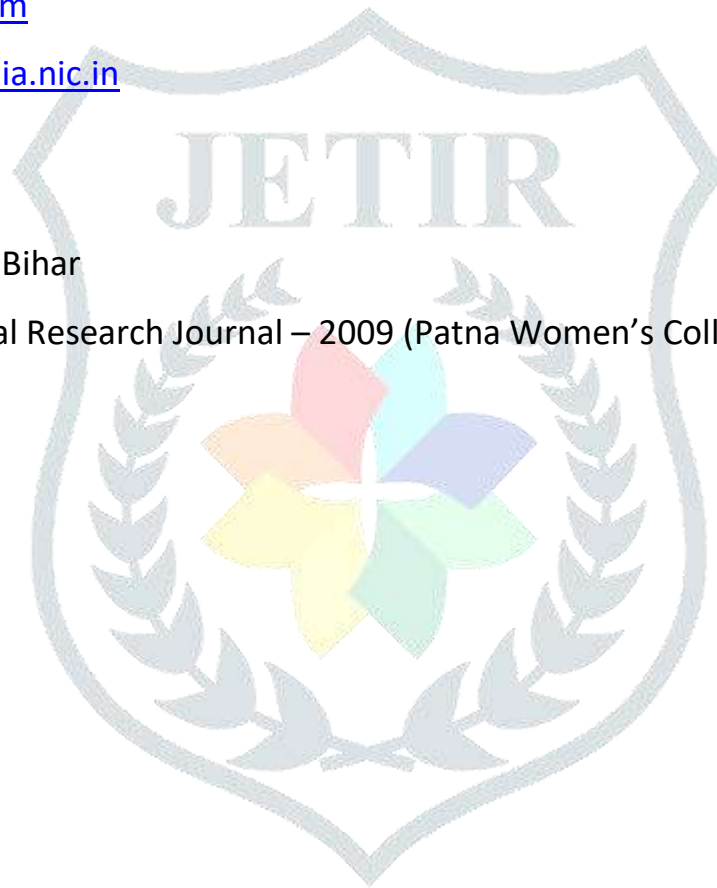 m
ia.nic.in
JETIR
Bihar
al Research Journal – 2009 (Patna Women's Coll